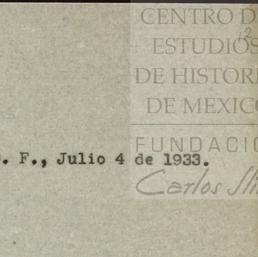 CENTRO D
ESTUDIOS
DE HISTORI
DE MEXICO
FUNDACIO
Carlos Sli
. F., Julio 4 de 1933.